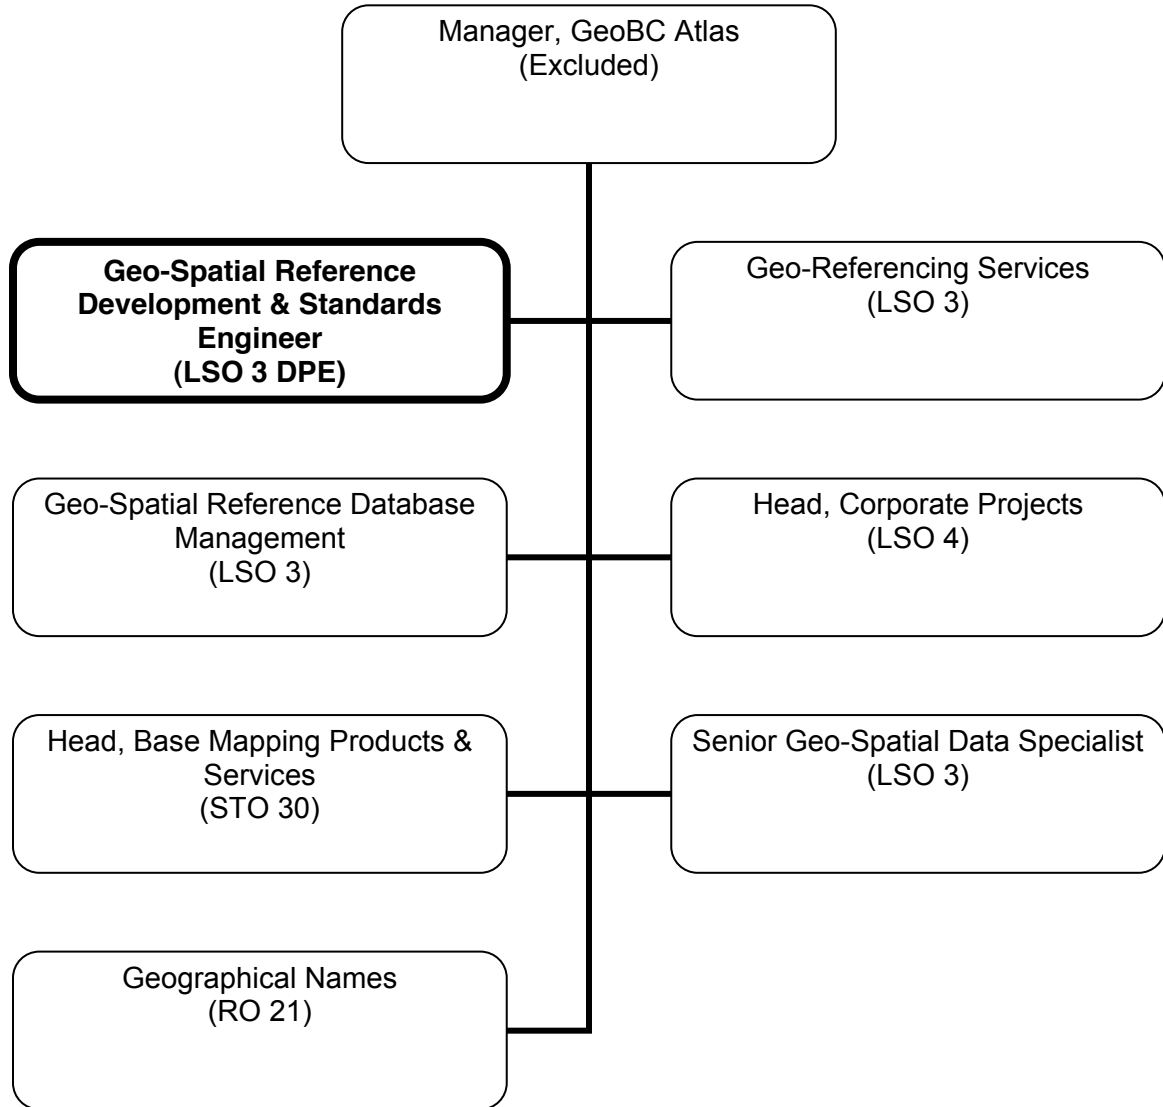 Manager, GeoBC Atlas
(Excluded)
Geo-Spatial Reference
Development & Standards
Engineer
(LSO 3 DPE)
Geo-Referencing Services
(LSO 3)
Geo-Spatial Reference Database
Management
(LSO 3)
Head, Corporate Projects
(LSO 4)
Head, Base Mapping Products &
Services
(STO 30)
Senior Geo-Spatial Data Specialist
(LSO 3)
Geographical Names
(RO 21)